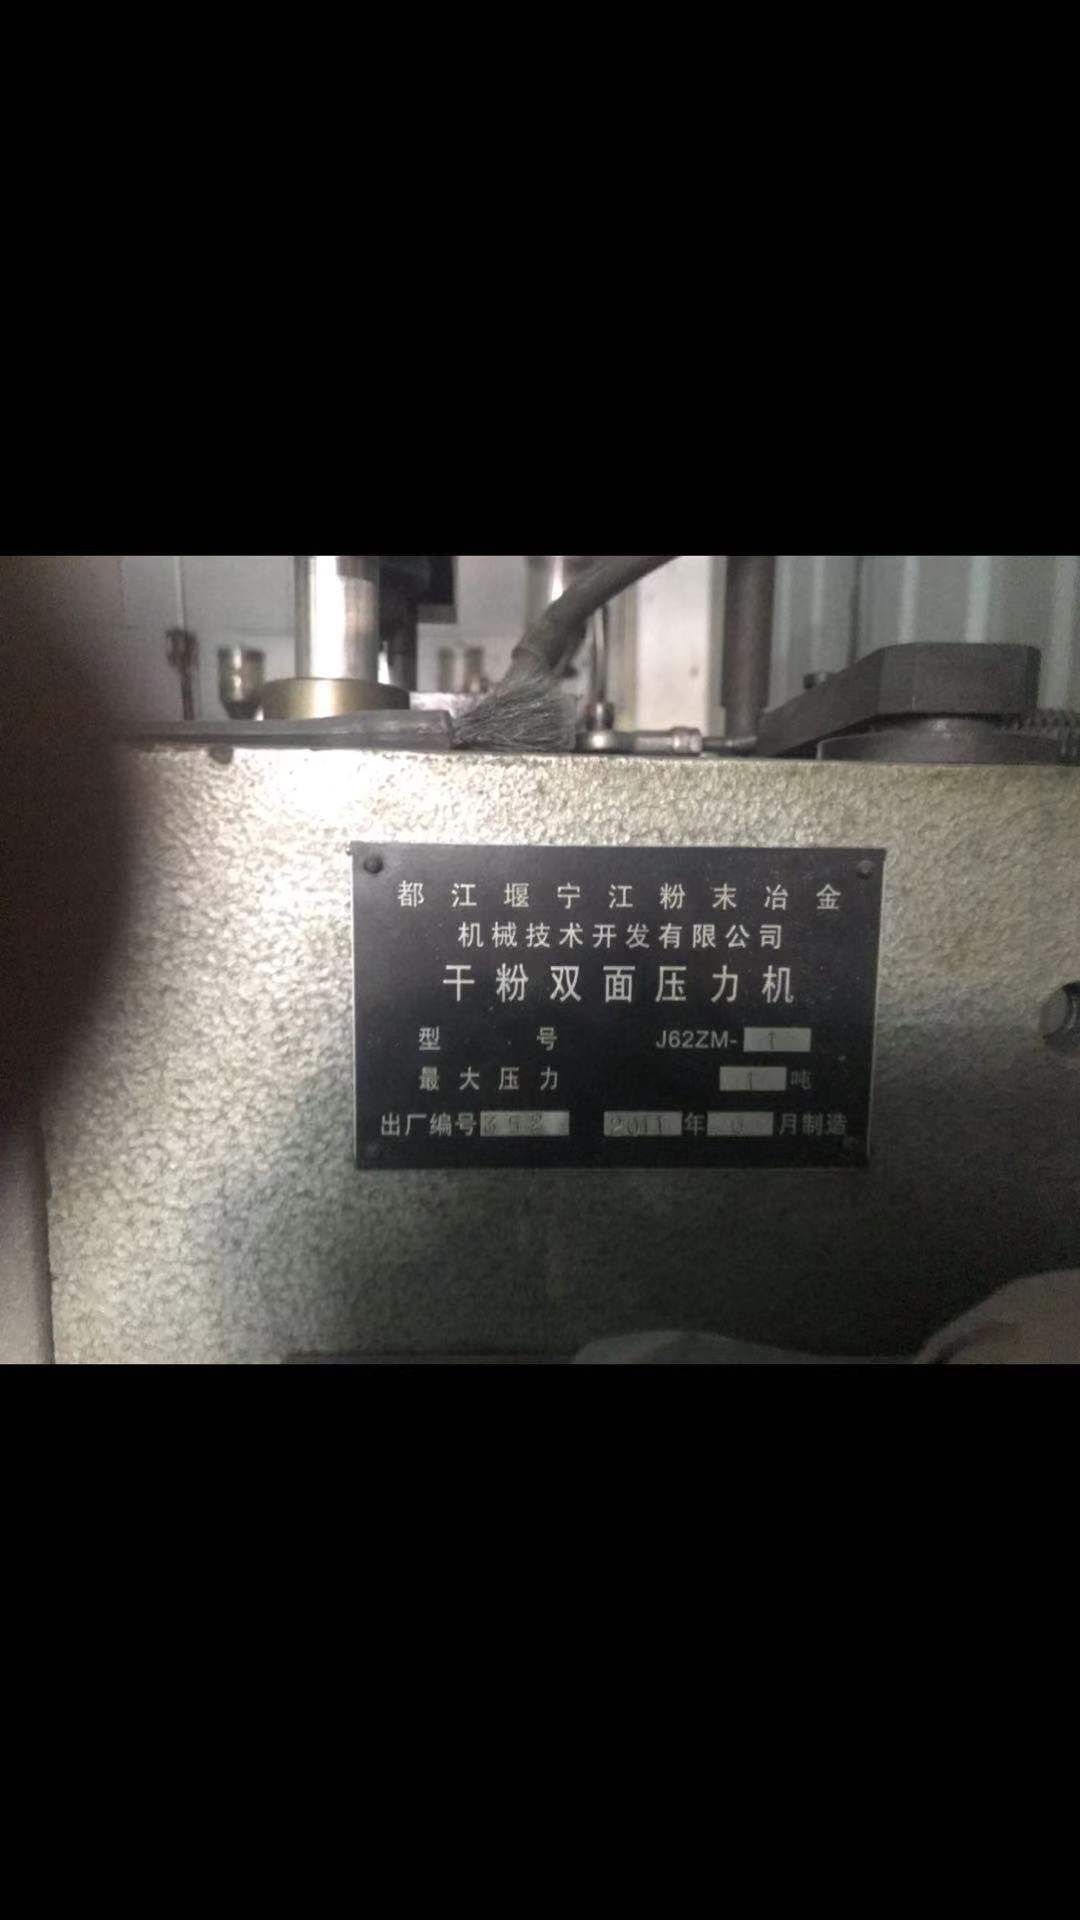 都江堰宁江粉末冶金
机械技术开发有限公司
干粉双面压力机
型号 J62ZM-1
最大压力 1 吨
出厂编号 2011 年 月制造